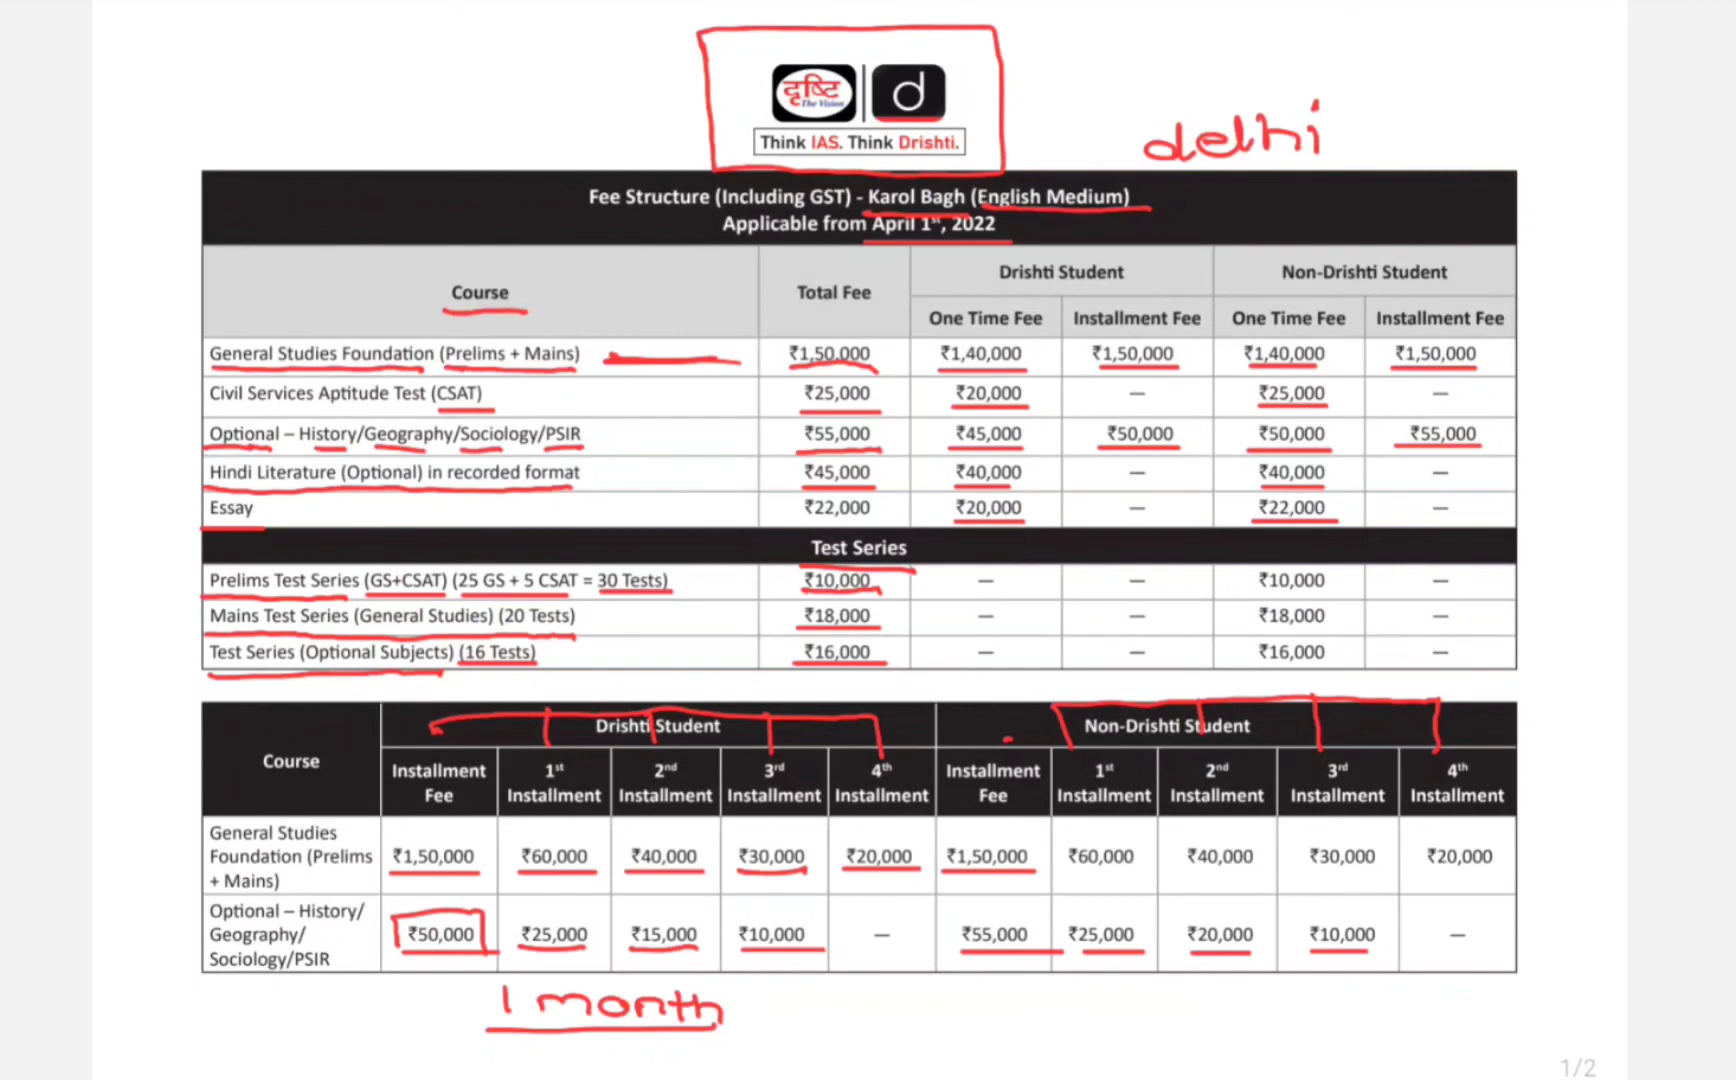 दृष्टि
The Vision
d
Think IAS. Think Drishti.
delhi
Fee Structure (Including GST) - Karol Bagh (English Medium)
Applicable from April 1st, 2022
Course Total Fee Drishti Student Non-Drishti Student
One Time Fee Installment Fee One Time Fee Installment Fee
General Studies Foundation (Prelims + Mains) ₹1,50,000 ₹1,40,000 ₹1,50,000 ₹1,40,000 ₹1,50,000
Civil Services Aptitude Test (CSAT) ₹25,000 ₹20,000 — ₹25,000 —
Optional – History/Geography/Sociology/PSIR ₹55,000 ₹45,000 ₹50,000 ₹50,000 ₹55,000
Hindi Literature (Optional) in recorded format ₹45,000 ₹40,000 — ₹40,000 —
Essay ₹22,000 ₹20,000 — ₹22,000 —
Test Series
Prelims Test Series (GS+CSAT) (25 GS + 5 CSAT = 30 Tests) ₹10,000 — — ₹10,000 —
Mains Test Series (General Studies) (20 Tests) ₹18,000 — — ₹18,000 —
Test Series (Optional Subjects) (16 Tests) ₹16,000 — — ₹16,000 —
Course Drishti Student Non-Drishti Student
Installment Fee 1st Installment 2nd Installment 3rd Installment 4th Installment Installment Fee 1st Installment 2nd Installment 3rd Installment 4th Installment
General Studies Foundation (Prelims + Mains) ₹1,50,000 ₹60,000 ₹40,000 ₹30,000 ₹20,000 ₹1,50,000 ₹60,000 ₹40,000 ₹30,000 ₹20,000
Optional – History/Geography/Sociology/PSIR ₹50,000 ₹25,000 ₹15,000 ₹10,000 — ₹55,000 ₹25,000 ₹20,000 ₹10,000 —
1 month
1/2